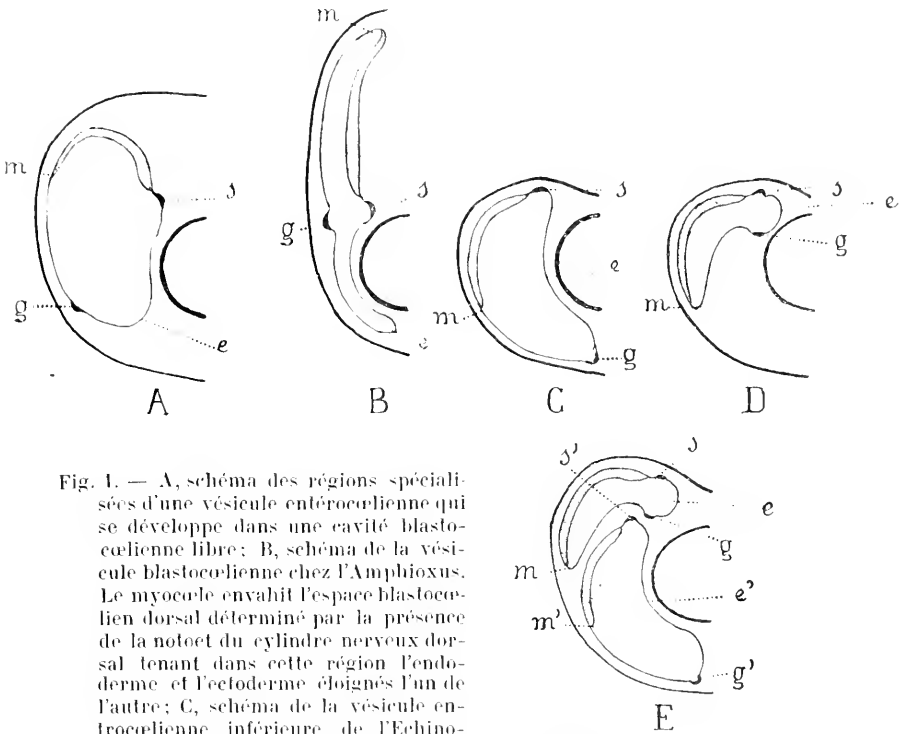 m
s
g
e
A
m
s
g
e
B
s
e
m
g
C
s
e
g
m
D
s'
s
e
g
m
e'
m'
g'
E
Fig. 1. — A, schéma des régions spéciali-
sées d'une vésicule entérocœlienne qui
se développe dans une cavité blasto-
cœlienne libre; B, schéma de la vési-
cule blastocœlienne chez l'Amphioxus.
Le myocœle envahit l'espace blastocœ-
lien dorsal déterminé par la présence
de la notoet du cylindre nerveux dor-
sal tenant dans cette région l'endo-
derme et l'ectoderme éloignés l'un de
l'autre; C, schéma de la vésicule en-
trocœlienne inférieure de l'Echino-